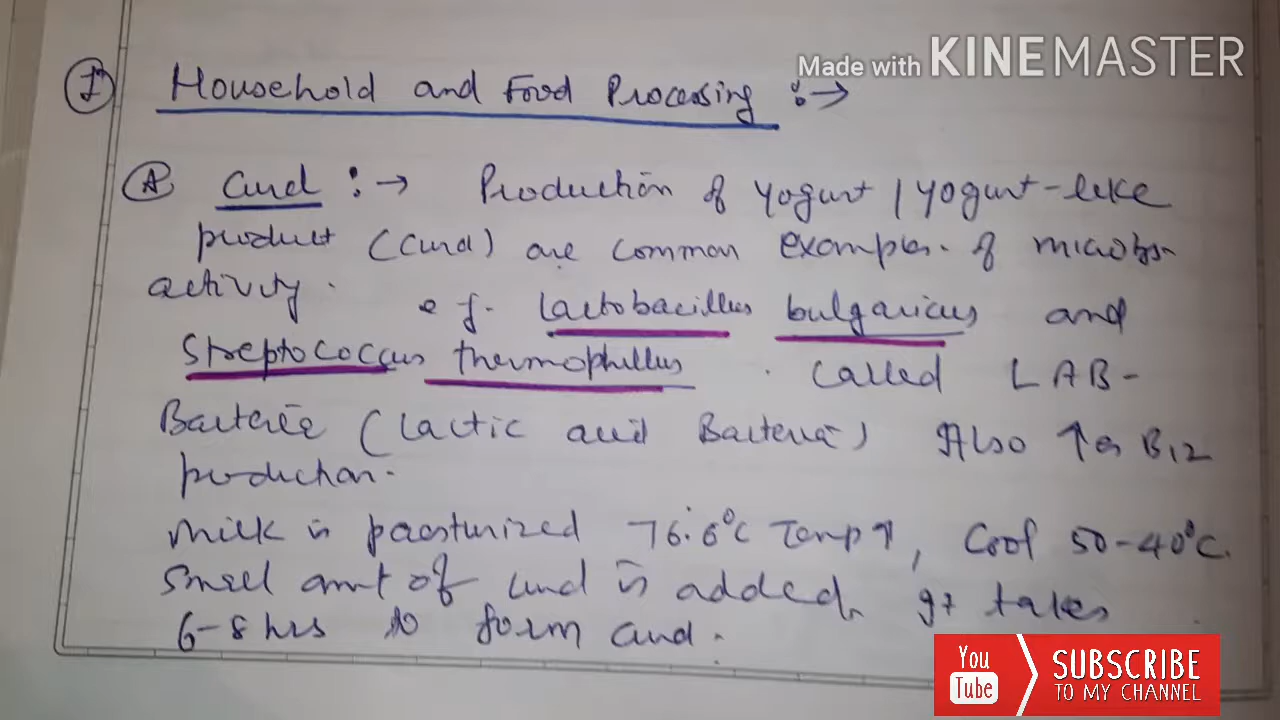 Made with KINEMASTER
I Household and Food Processing :→
A Curd :→ Production of Yogurt / Yogurt-like
product (Curd) are common examples of microbs
activity.
eg. Lactobacillus bulgaricus and
Streptococcus thermophillus. Called LAB-
Bacteria (Lactic acid Bacteria) Also ↑es B12
production.
Milk is pasturized 76.6°C Temp↑, Cool 50-40°C.
Small amt of curd is added. It takes
6-8 hrs to form curd.
You Tube SUBSCRIBE
TO MY CHANNEL